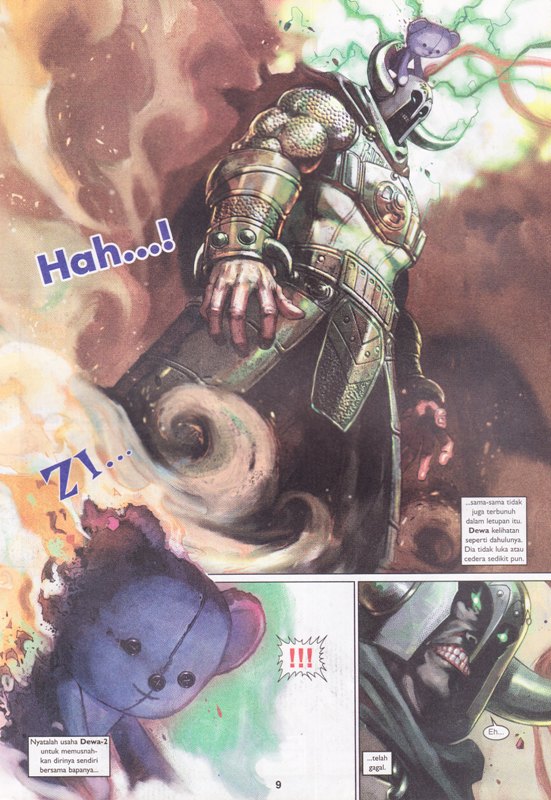 Hah...!
ZI...
...sama-sama tidak
juga terbunuh
dalam letupan itu.
Dewa kelihatan
seperti dahulunya.
Dia tidak luka atau
cedera sedikit pun.
!!!
Nyatalah usaha Dewa-2
untuk memusnah-
kan dirinya sendiri
bersama bapanya...
Eh...
...telah
gagal.
9